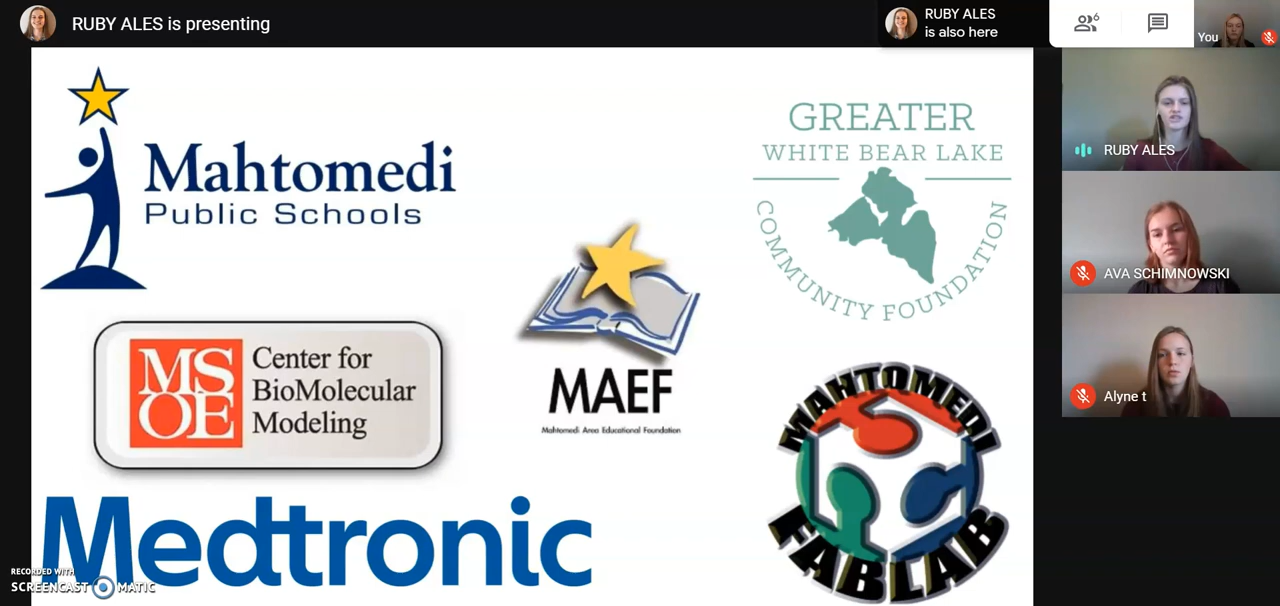 RUBY ALES is presenting
RUBY ALES
is also here
6
You
Mahtomedi
Public Schools
GREATER
WHITE BEAR LAKE
COMMUNITY FOUNDATION
MAEF
Mahtomedi Area Educational Foundation
MSOE
Center for
BioMolecular
Modeling
MAHTOMEDI
FABLAB
Medtronic
RECORDED WITH
SCREENCAST MATIC
RUBY ALES
AVA SCHIMNOWSKI
Alyne t